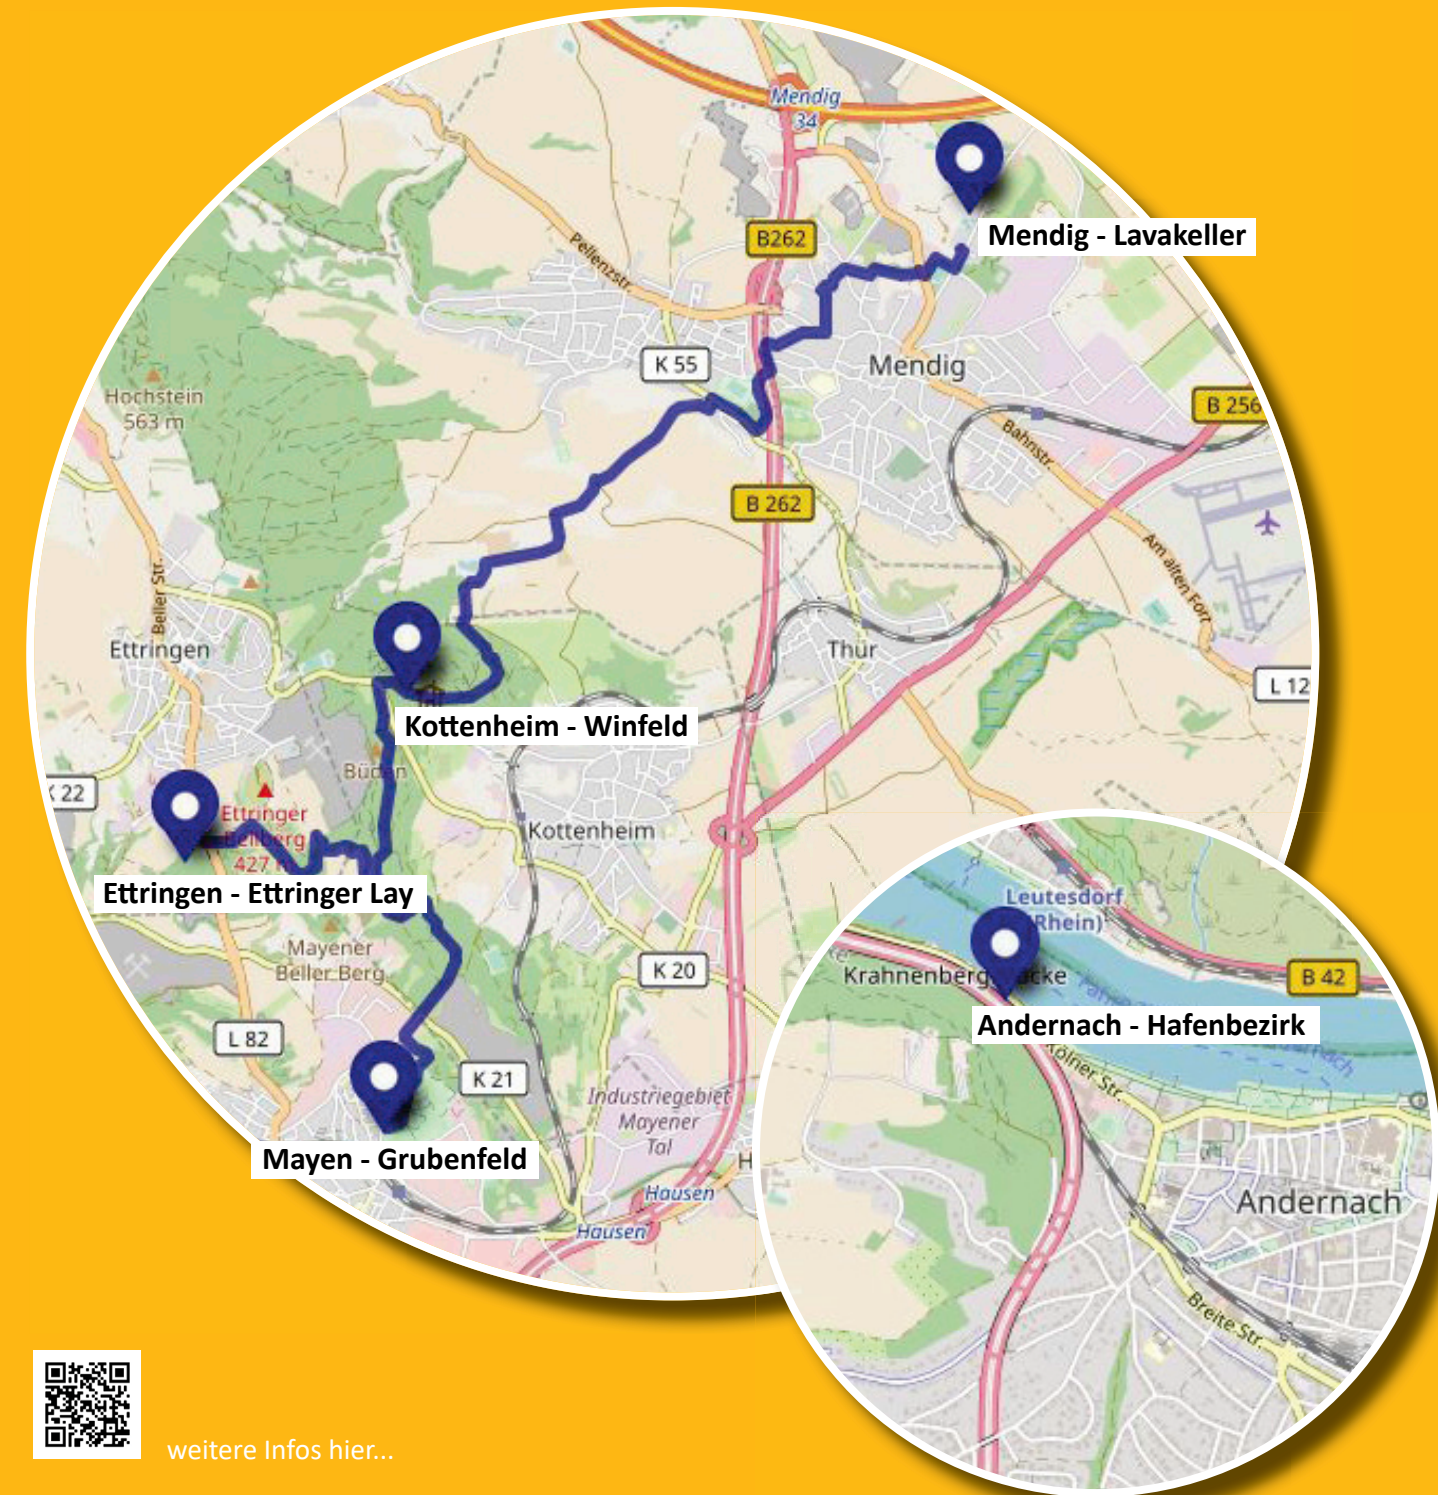 Mendig
34
Mendig - Lavakeller
B262
Pellenzstr.
K 55
Mendig
Hochstein
563 m
B 256
Bahnstr.
B 262
Am alten Fort
Beller Str.
Ettringen
Thür
L 12
Kottenheim - Winfeld
Büden
K 22
Ettringer
Bellberg
427 m
Kottenheim
Ettringen - Ettringer Lay
Leutesdorf
(Rhein)
Mayener
Beller Berg
K 20
Krahnenberg
B 42
Andernach - Hafenbezirk
L 82
Kölner Str.
K 21
Industriegebiet
Mayener
Tal
Mayen - Grubenfeld
H
Hausen
Hausen
Andernach
Breite Str.
weitere Infos hier...